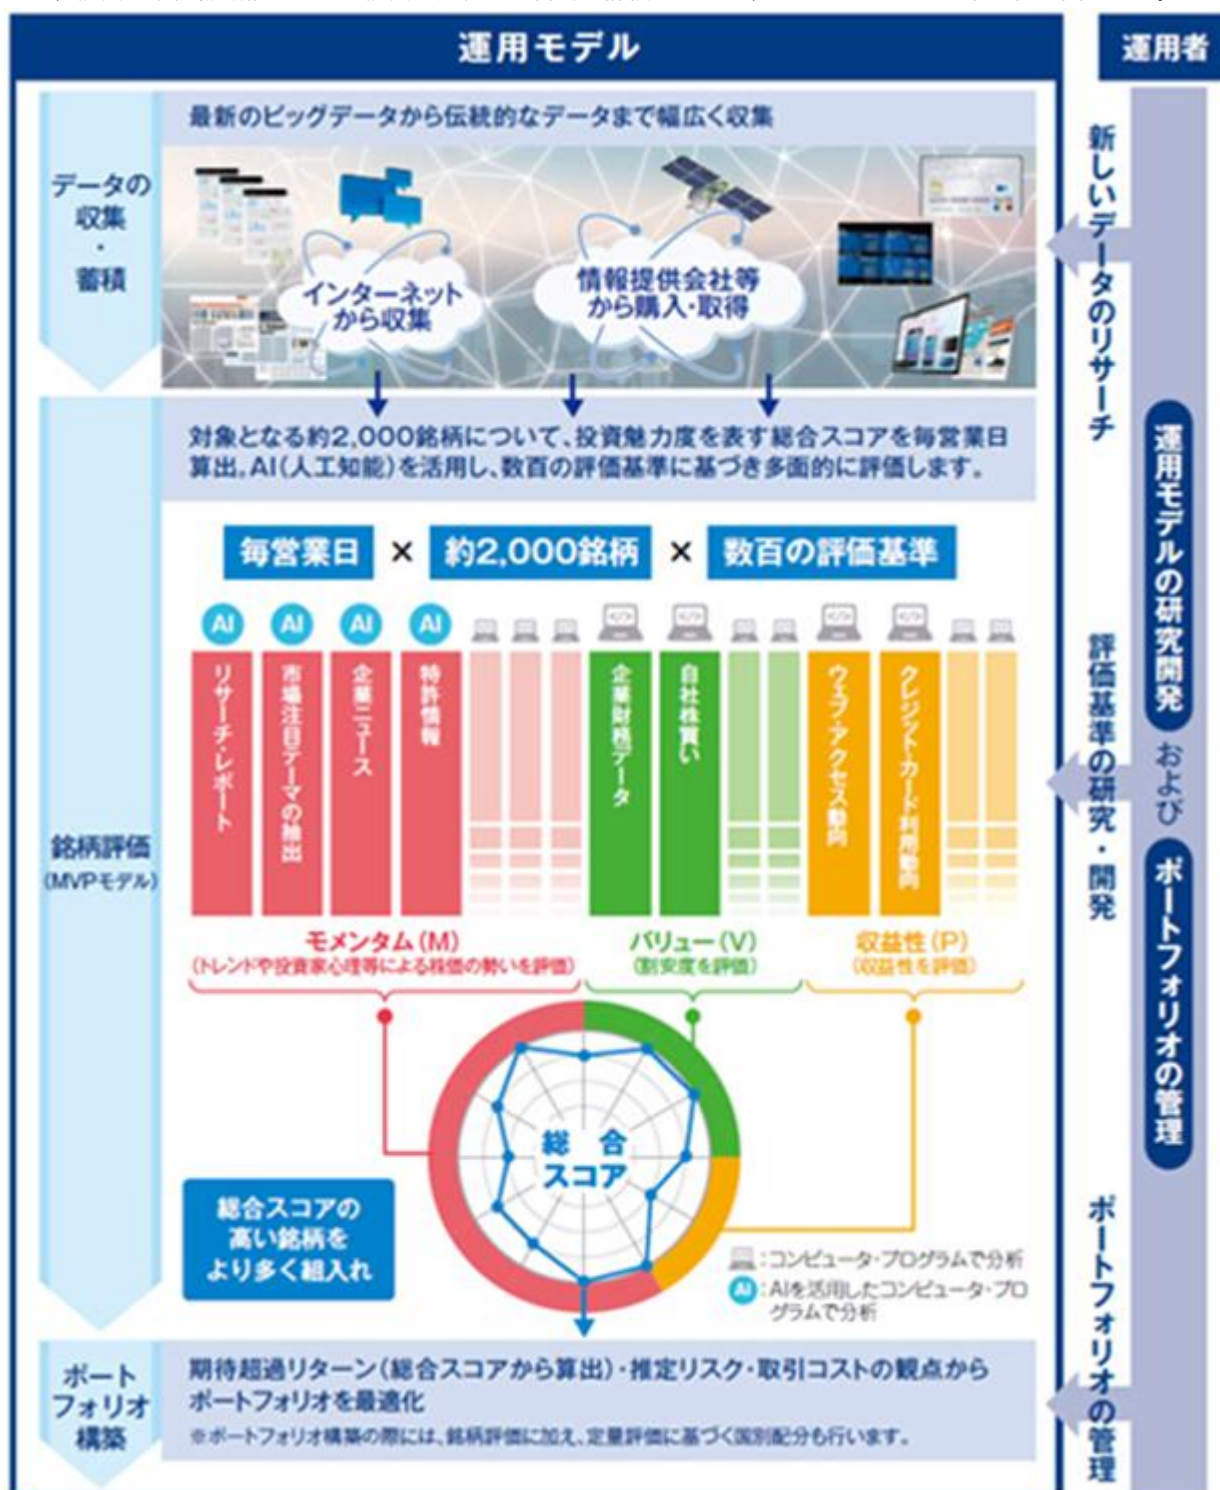 運用モデル
運用者
データの
収集
・
蓄積
最新のビッグデータから伝統的なデータまで幅広く収集
インターネット
から収集
情報提供会社等
から購入・取得
新しいデータのリサーチ
銘柄評価
(MVPモデル)
対象となる約2,000銘柄について、投資魅力度を表す総合スコアを毎営業日
算出。AI(人工知能)を活用し、数百の評価基準に基づき多面的に評価します。
毎営業日 × 約2,000銘柄 × 数百の評価基準
AI
AI
AI
AI
リサーチ・レポート
市場注目テーマの抽出
企業ニュース
特許情報
企業財務データ
自社株買い
ウェブ・アクセス動向
クレジット・カード利用動向
モメンタム(M)
(トレンドや投資家心理等による株価の勢いを評価)
バリュー(V)
(割安度を評価)
収益性(P)
(収益性を評価)
総合
スコア
総合スコアの
高い銘柄を
より多く組入れ
:コンピュータ・プログラムで分析
AI:AIを活用したコンピュータ・プロ
グラムで分析
評価基準の研究・開発
運用モデルの研究開発
および
ポートフォリオの管理
ポート
フォリオ
構築
期待超過リターン(総合スコアから算出)・推定リスク・取引コストの観点から
ポートフォリオを最適化
※ポートフォリオ構築の際には、銘柄評価に加え、定量評価に基づく国別配分も行います。
ポートフォリオの管理